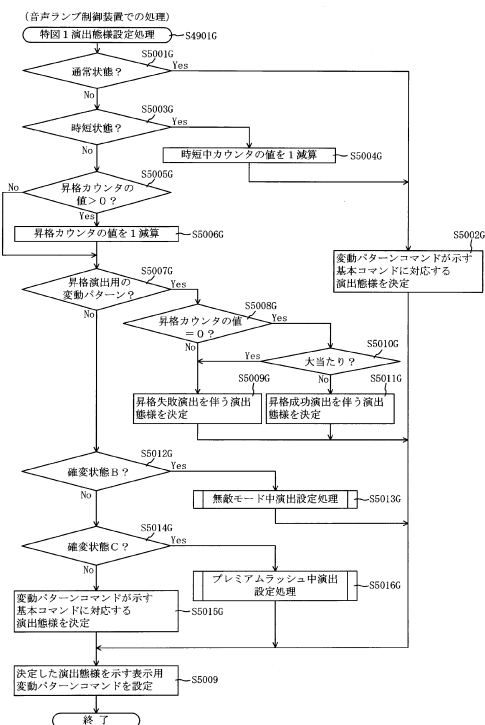 (音声ランプ制御装置での処理)
特図1演出態様設定処理
S4901G
S5001G
通常状態?
Yes
No
S5003G
時短状態?
Yes
No
時短中カウンタの値を1減算
S5004G
S5005G
昇格カウンタの
値>0?
No
Yes
昇格カウンタの値を1減算
S5006G
S5002G
変動パターンコマンドが示す
基本コマンドに対応する
演出態様を決定
S5007G
昇格演出用の
変動パターン?
Yes
No
S5008G
昇格カウンタの値
=0?
Yes
No
S5010G
大当たり?
Yes
No
S5009G
昇格失敗演出を伴う演出
態様を決定
S5011G
昇格成功演出を伴う演出
態様を決定
S5012G
確変状態B?
Yes
No
無敵モード中演出設定処理
S5013G
S5014G
確変状態C?
Yes
No
プレミアムラッシュ中演出
設定処理
S5016G
変動パターンコマンドが示す
基本コマンドに対応する
演出態様を決定
S5015G
決定した演出態様を示す表示用
変動パターンコマンドを設定
S5009
終了